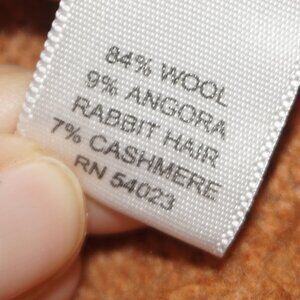 84% WOOL
9% ANGORA
RABBIT HAIR
7% CASHMERE
RN 54023